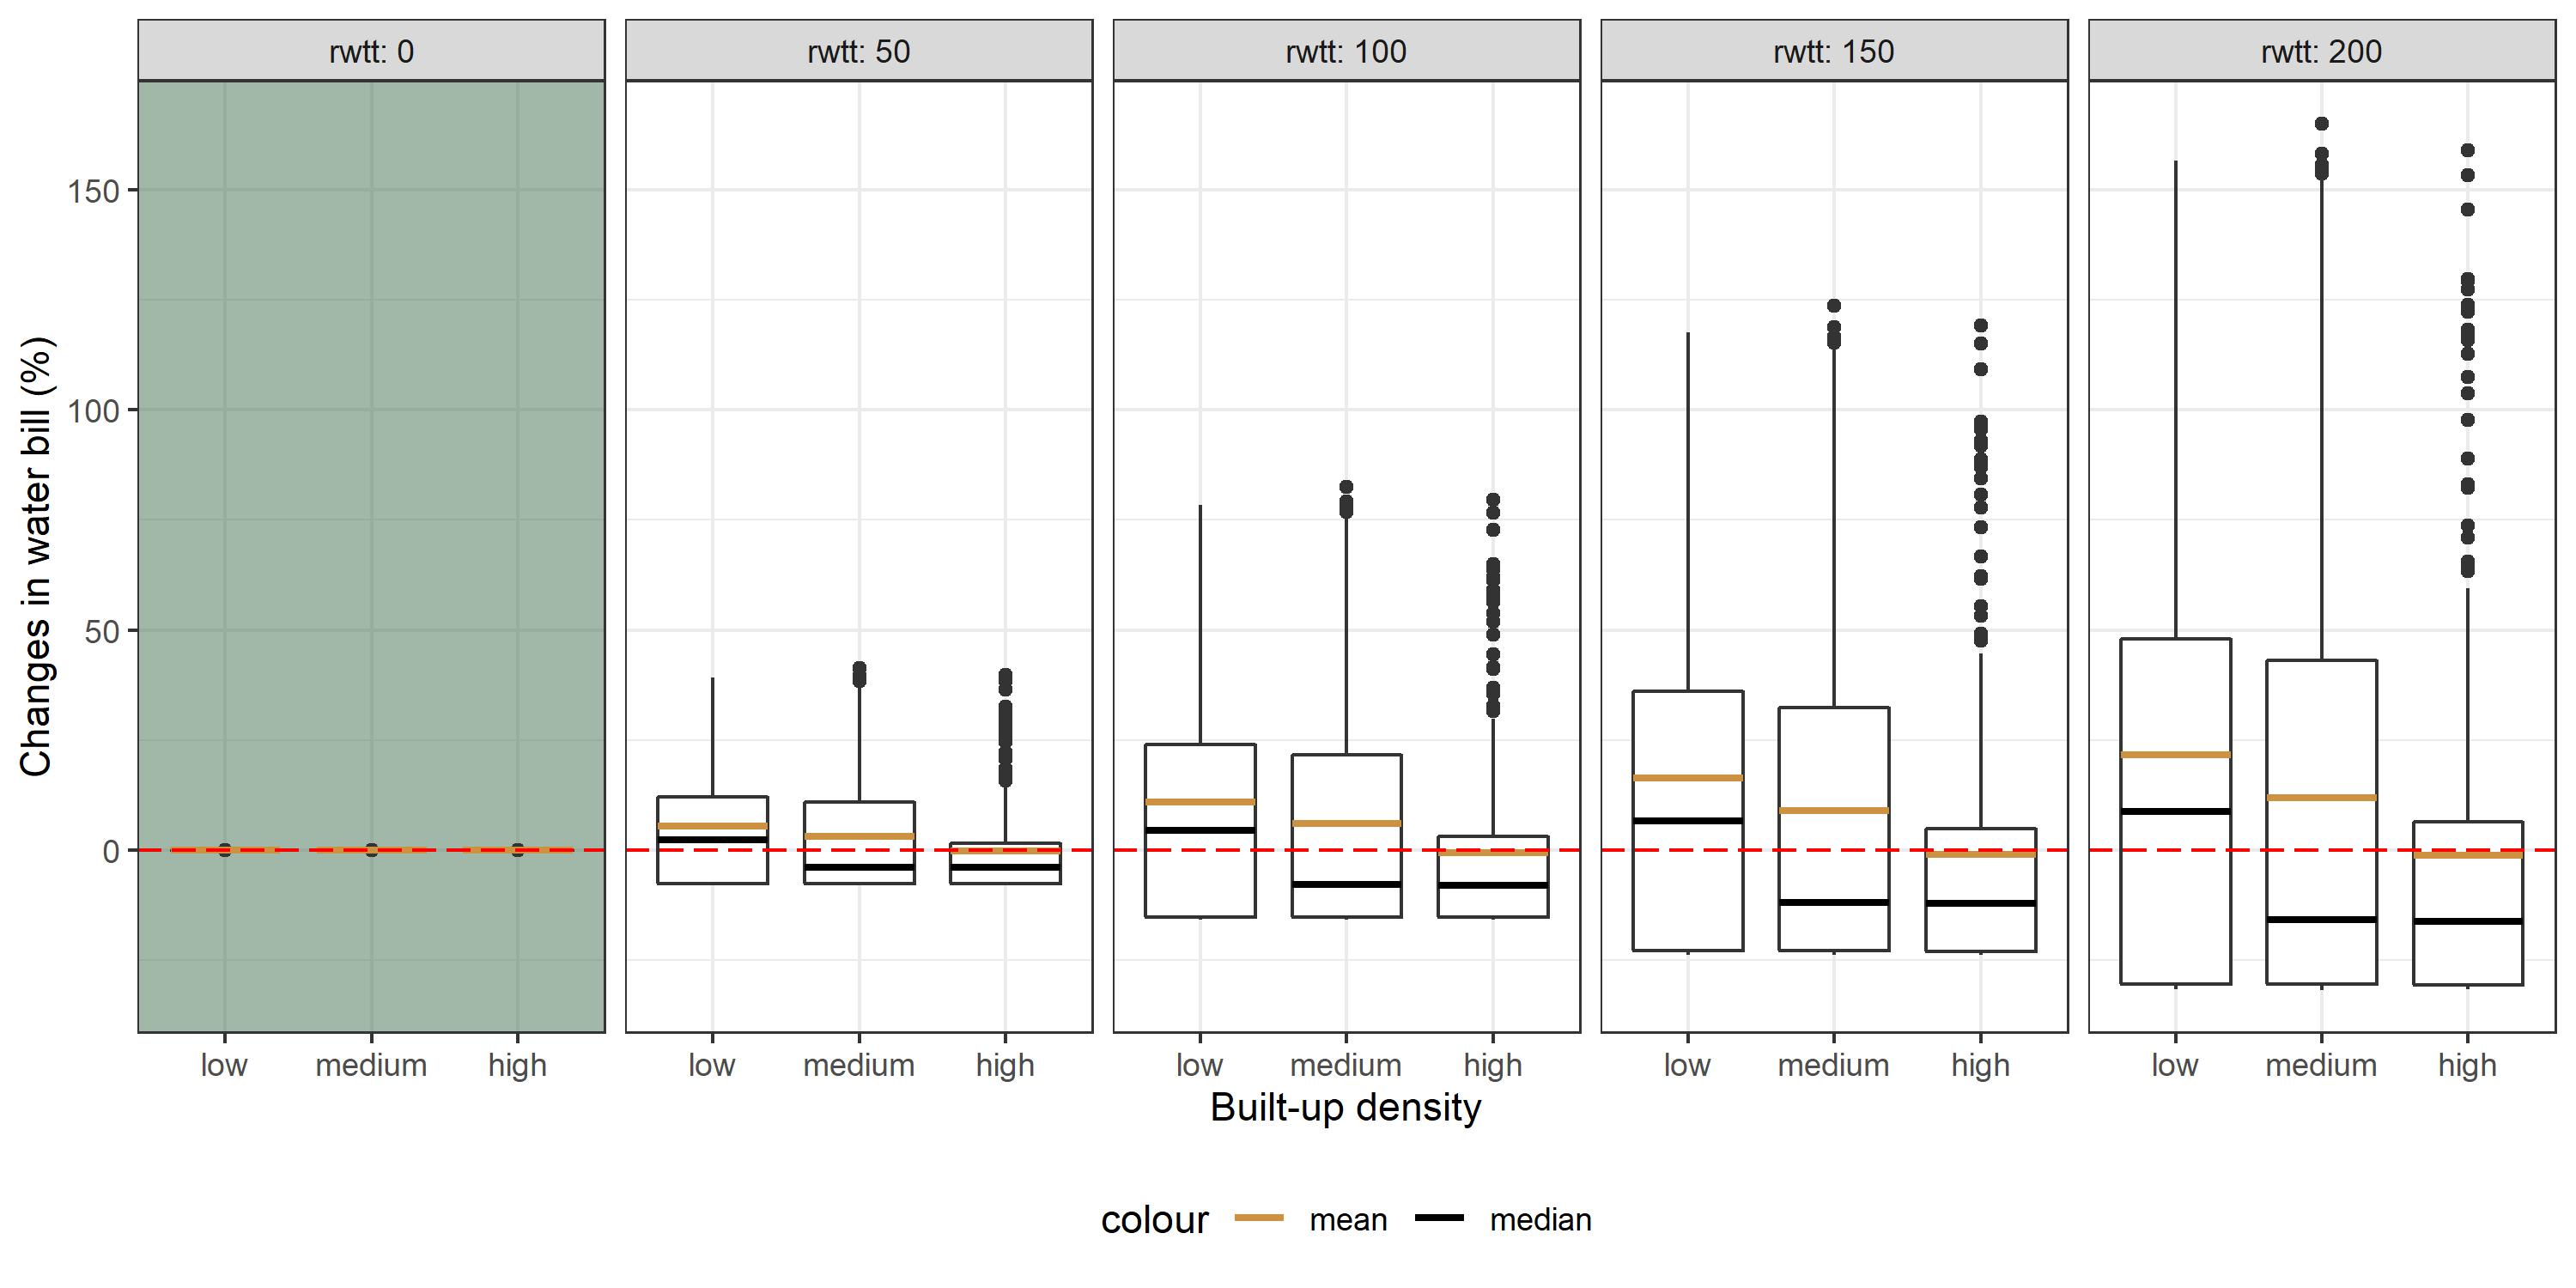 rwtt: 0 rwtt: 50 rwtt: 100 rwtt: 150 rwtt: 200
Changes in water bill (%)
150
100
50
0
low medium high low medium high low medium high low medium high low medium high
Built-up density
colour mean median